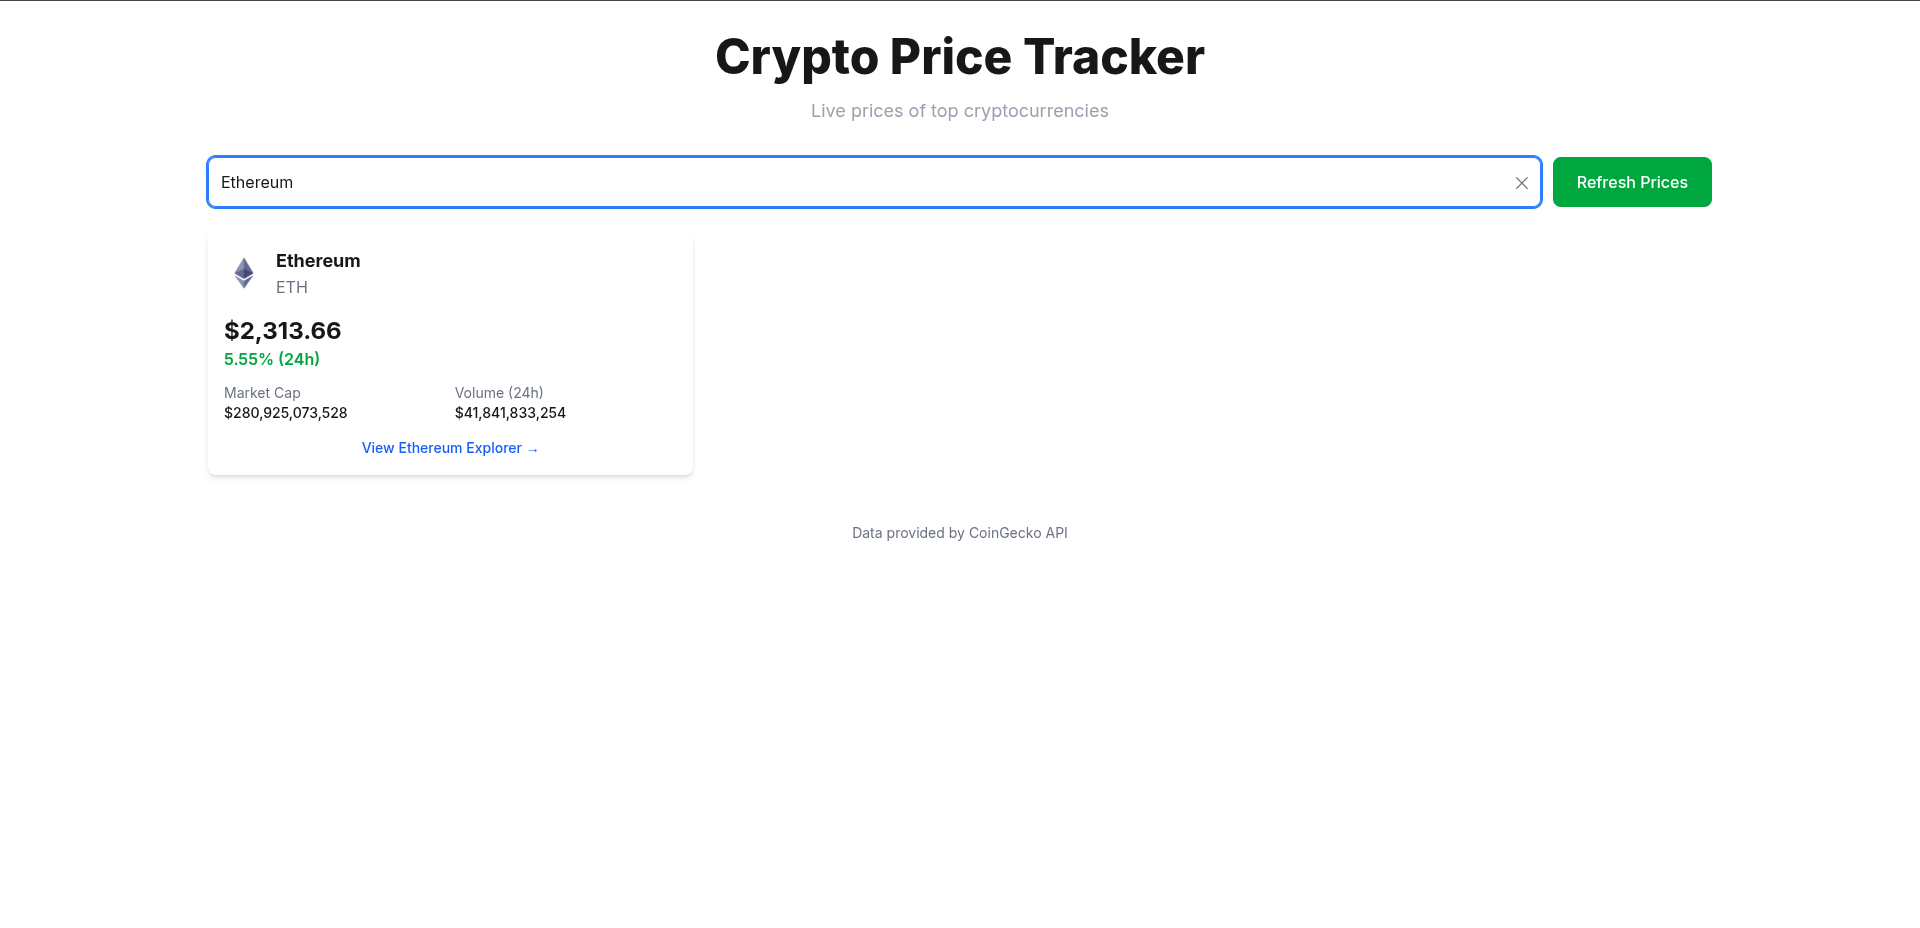 Crypto Price Tracker
Live prices of top cryptocurrencies
Ethereum
Refresh Prices
Ethereum
ETH
$2,313.66
5.55% (24h)
Market Cap
Volume (24h)
$280,925,073,528
$41,841,833,254
View Ethereum Explorer →
Data provided by CoinGecko API